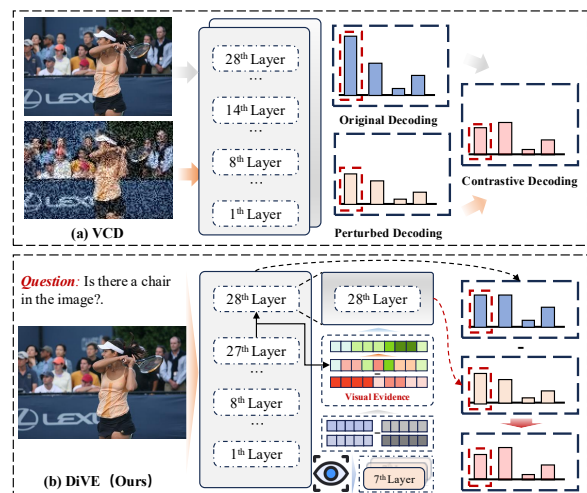 28th Layer
...
14th Layer
...
8th Layer
...
1th Layer
LEXU
(a) VCD
Original Decoding
Perturbed Decoding
Contrastive Decoding
Question: Is there a chair
in the image?.
LEXU
(b) DiVE (Ours)
28th Layer
27th Layer
...
8th Layer
...
1th Layer
28th Layer
-
Visual Evidence
7th Layer
-